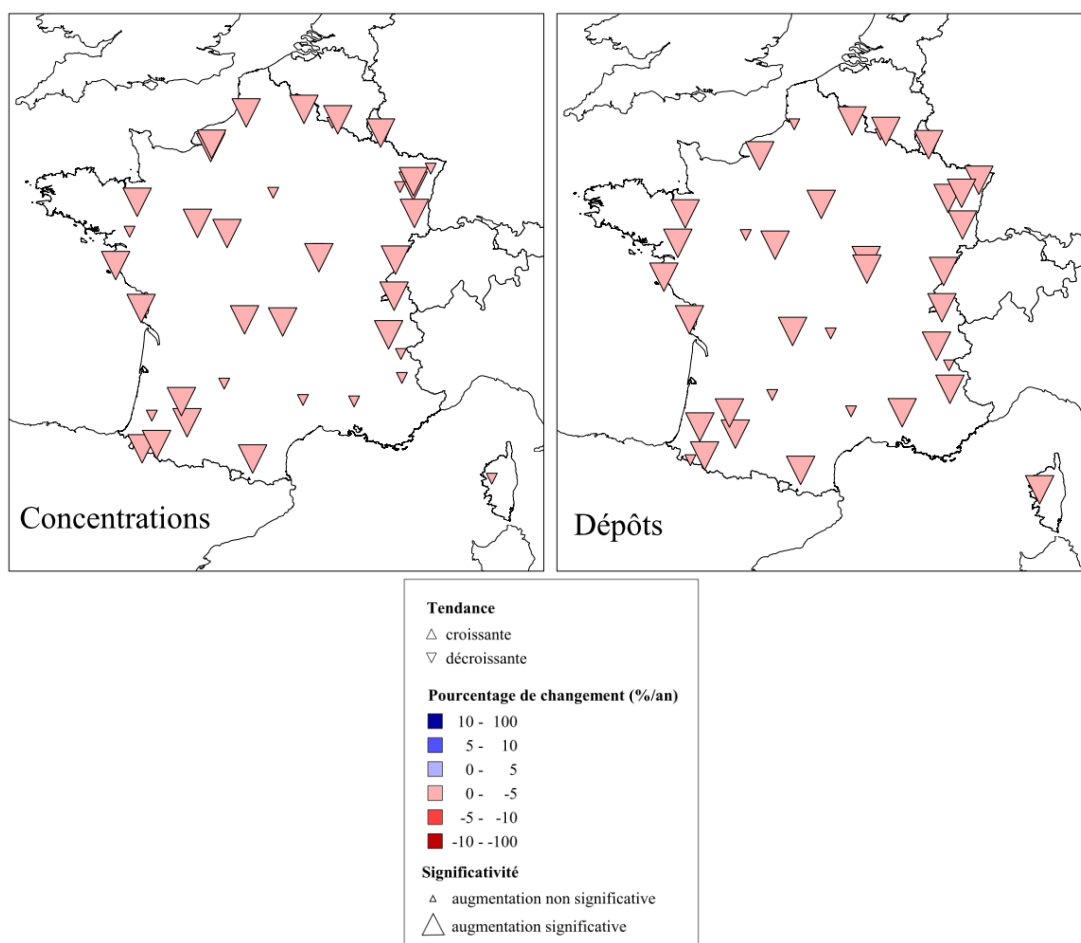 Concentrations
Dépôts
Tendance
croissante
décroissante
Pourcentage de changement (%/an)
10 - 100
5 - 10
0 - 5
0 - -5
-5 - -10
-10 - -100
Significativité
augmentation non significative
augmentation significative